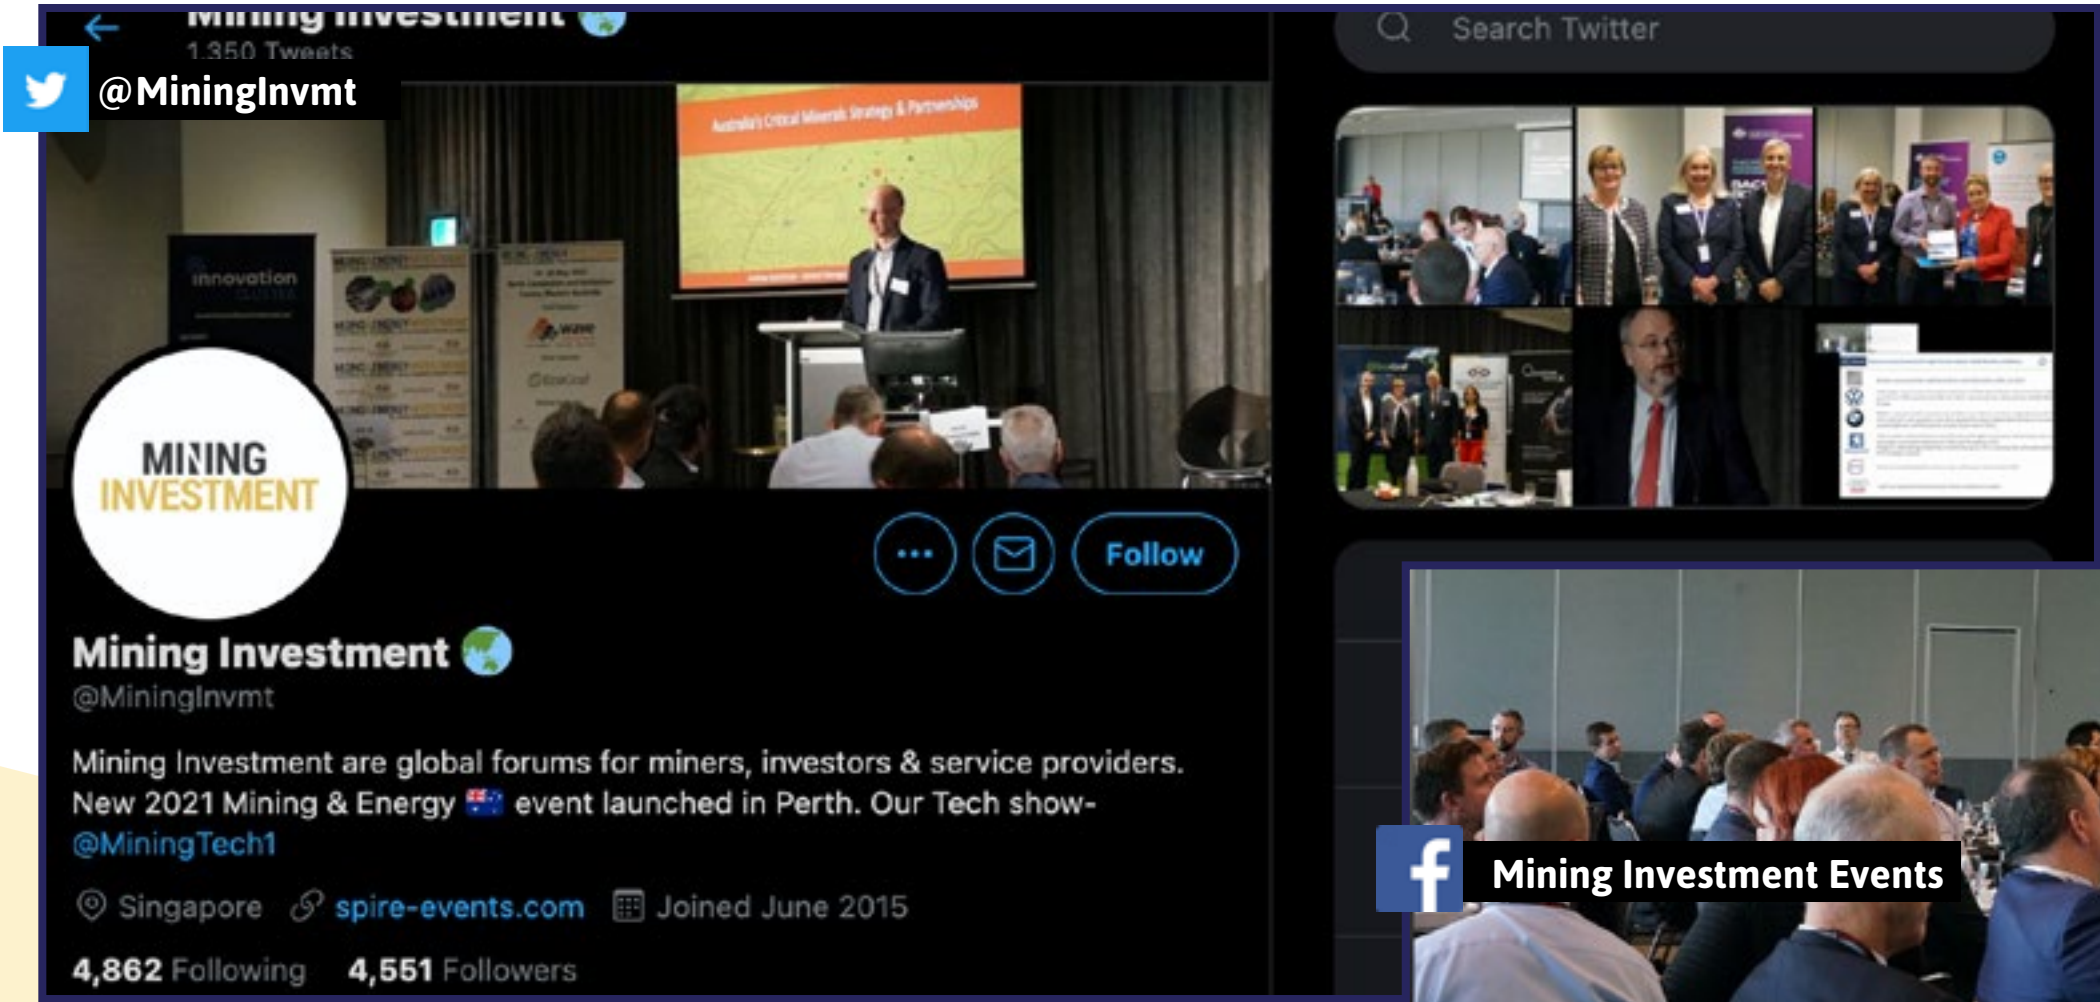 Mining Investment
1,350 Tweets
@MiningInvmt
Search Twitter
Australia's Critical Minerals Strategy & Partnerships
innovation
CLUSTER
wave
EcoGraf
MINING
INVESTMENT
Follow
Mining Investment
@MiningInvmt
Mining Investment are global forums for miners, investors & service providers.
New 2021 Mining & Energy event launched in Perth. Our Tech show-
@MiningTech1
Singapore spire-events.com Joined June 2015
4,862 Following 4,551 Followers
Mining Investment Events